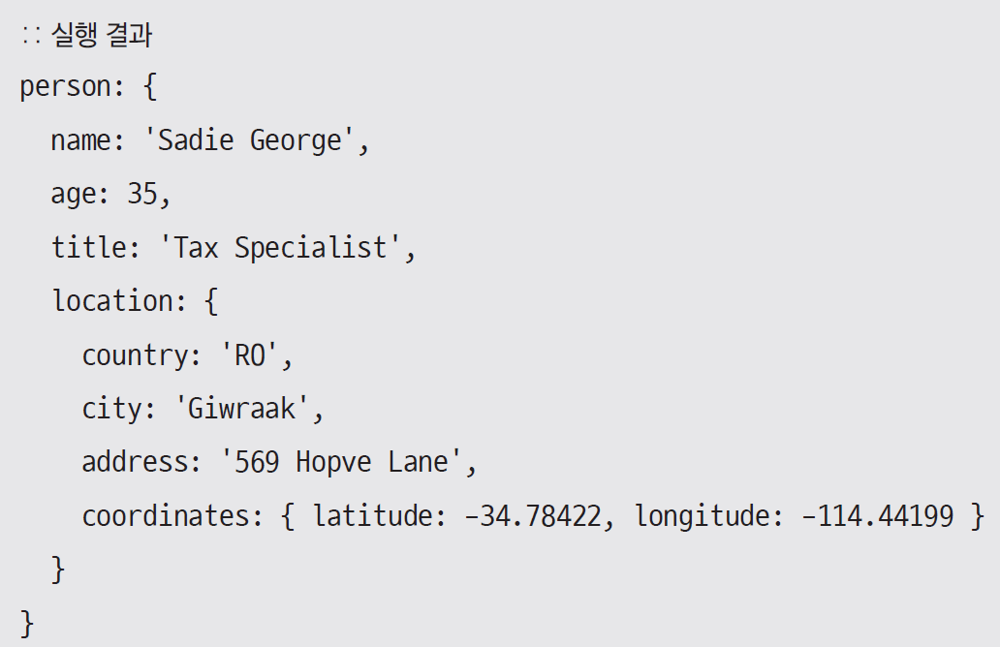 :: 실행 결과
person: {
  name: 'Sadie George',
  age: 35,
  title: 'Tax Specialist',
  location: {
    country: 'RO',
    city: 'Giwraak',
    address: '569 Hopve Lane',
    coordinates: { latitude: -34.78422, longitude: -114.44199 }
  }
}